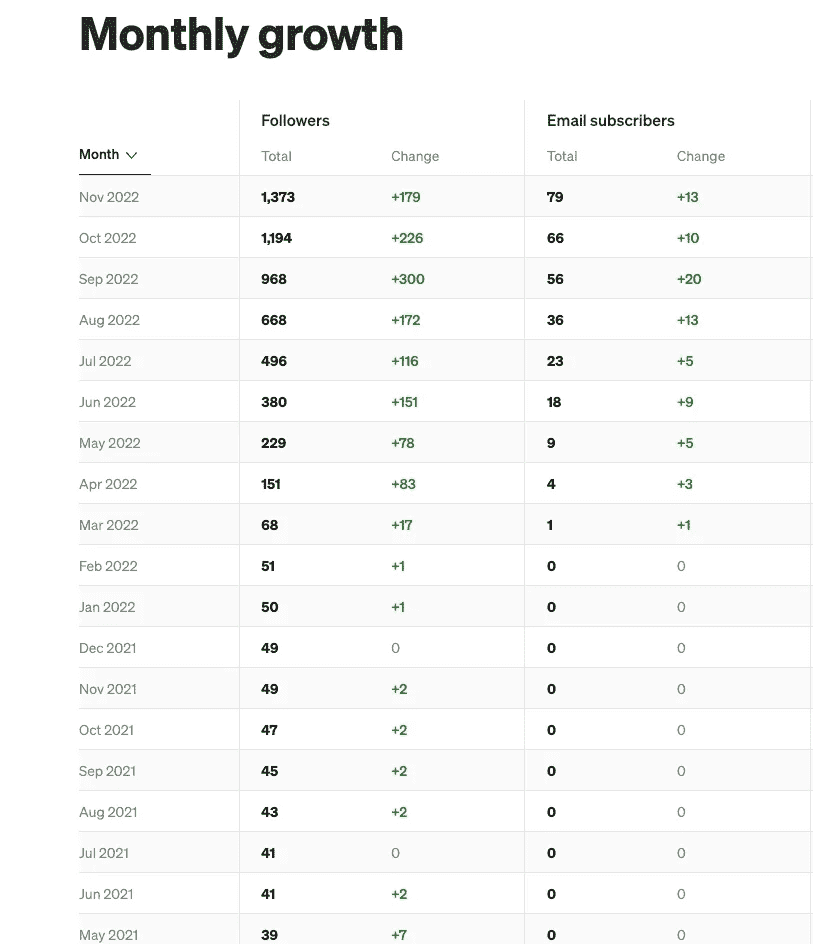 Monthly growth
Followers Email subscribers
Month Total Change Total Change
Nov 2022 1,373 +179 79 +13
Oct 2022 1,194 +226 66 +10
Sep 2022 968 +300 56 +20
Aug 2022 668 +172 36 +13
Jul 2022 496 +116 23 +5
Jun 2022 380 +151 18 +9
May 2022 229 +78 9 +5
Apr 2022 151 +83 4 +3
Mar 2022 68 +17 1 +1
Feb 2022 51 +1 0 0
Jan 2022 50 +1 0 0
Dec 2021 49 0 0 0
Nov 2021 49 +2 0 0
Oct 2021 47 +2 0 0
Sep 2021 45 +2 0 0
Aug 2021 43 +2 0 0
Jul 2021 41 0 0 0
Jun 2021 41 +2 0 0
May 2021 39 +7 0 0